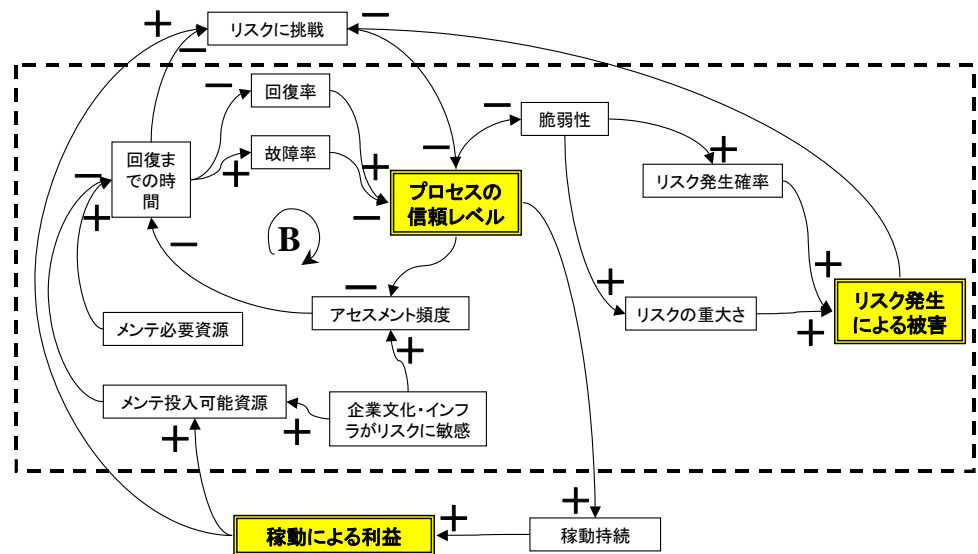 リスクに挑戦
回復率
故障率
回復ま
での時
間
脆弱性
リスク発生確率
プロセスの
信頼レベル
B
アセスメント頻度
リスクの重大さ
リスク発生
による被害
メンテ必要資源
メンテ投入可能資源
企業文化・インフ
ラがリスクに敏感
稼動による利益
稼動持続
+
−
−
−
+
+
−
−
−
+
+
+
+
−
+
−
−
+
+
+
+
+
+